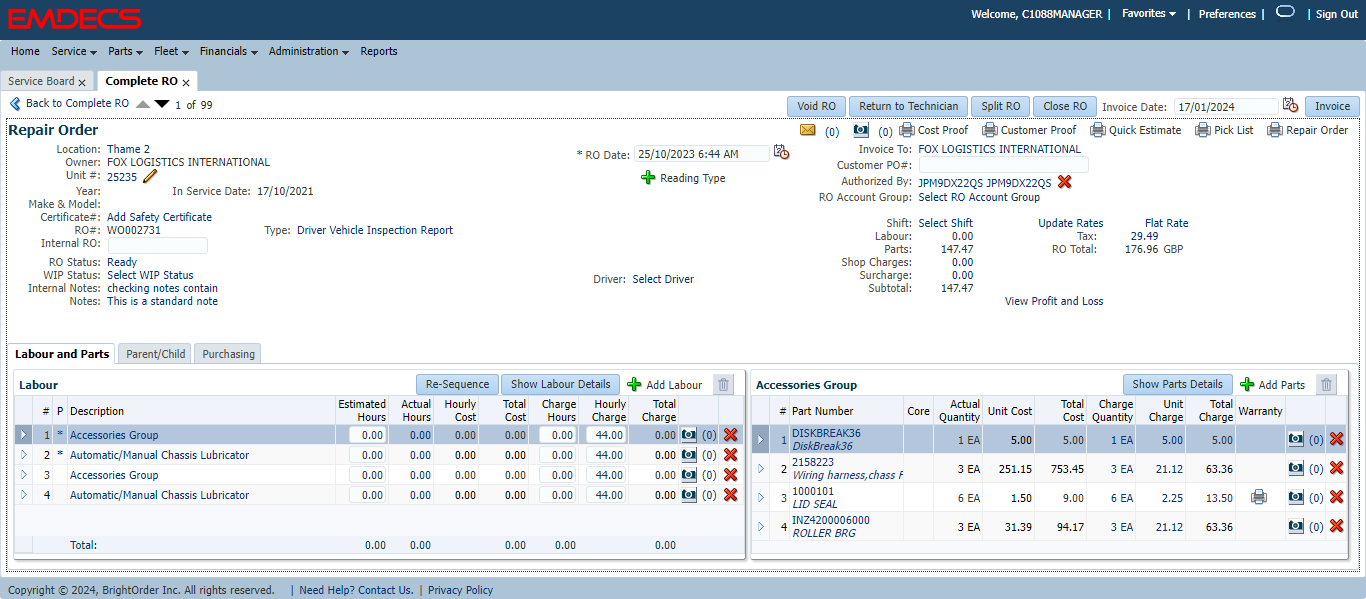 EMDECS
Welcome, C1088MANAGER | Favorites | Preferences | | Sign Out
Home Service Parts Fleet Financials Administration Reports
Service Board x Complete RO x
Back to Complete RO 1 of 99
Void RO Return to Technician Split RO Close RO Invoice Date: 17/01/2024 Invoice
Repair Order
(0) (0) Cost Proof Customer Proof Quick Estimate Pick List Repair Order
Location: Thame 2
Owner: FOX LOGISTICS INTERNATIONAL
Unit #: 25235
Year: In Service Date: 17/10/2021
Make & Model:
Certificate#: Add Safety Certificate
RO#: WO002731 Type: Driver Vehicle Inspection Report
Internal RO:
RO Status: Ready
WIP Status: Select WIP Status
Internal Notes: checking notes contain
Notes: This is a standard note
* RO Date: 25/10/2023 6:44 AM
Reading Type
Driver: Select Driver
Invoice To: FOX LOGISTICS INTERNATIONAL
Customer PO#:
Authorized By: JPM9DX22QS JPM9DX22QS
RO Account Group: Select RO Account Group
Shift: Select Shift Update Rates Flat Rate
Labour: 0.00 Tax: 29.49
Parts: 147.47 RO Total: 176.96 GBP
Shop Charges: 0.00
Surcharge: 0.00
Subtotal: 147.47
View Profit and Loss
Labour and Parts Parent/Child Purchasing
Labour Re-Sequence Show Labour Details Add Labour
# P Description Estimated Hours Actual Hours Hourly Cost Total Cost Charge Hours Hourly Charge Total Charge
1 * Accessories Group 0.00 0.00 0.00 0.00 0.00 44.00 0.00 (0)
2 * Automatic/Manual Chassis Lubricator 0.00 0.00 0.00 0.00 0.00 44.00 0.00 (0)
3 Accessories Group 0.00 0.00 0.00 0.00 0.00 44.00 0.00 (0)
4 Automatic/Manual Chassis Lubricator 0.00 0.00 0.00 0.00 0.00 44.00 0.00 (0)
Total: 0.00 0.00 0.00 0.00 0.00
Accessories Group Show Parts Details Add Parts
# Part Number Core Actual Quantity Unit Cost Total Cost Charge Quantity Unit Charge Total Charge Warranty
1 DISKBREAK36 1 EA 5.00 5.00 1 EA 5.00 5.00 (0)
DiskBreak36
2 2158223 3 EA 251.15 753.45 3 EA 21.12 63.36 (0)
Wiring harness,chass F
3 1000101 6 EA 1.50 9.00 6 EA 2.25 13.50 (0)
LID SEAL
4 INZ4200006000 3 EA 31.39 94.17 3 EA 21.12 63.36 (0)
ROLLER BRG
Copyright © 2024, BrightOrder Inc. All rights reserved. | Need Help? Contact Us. | Privacy Policy